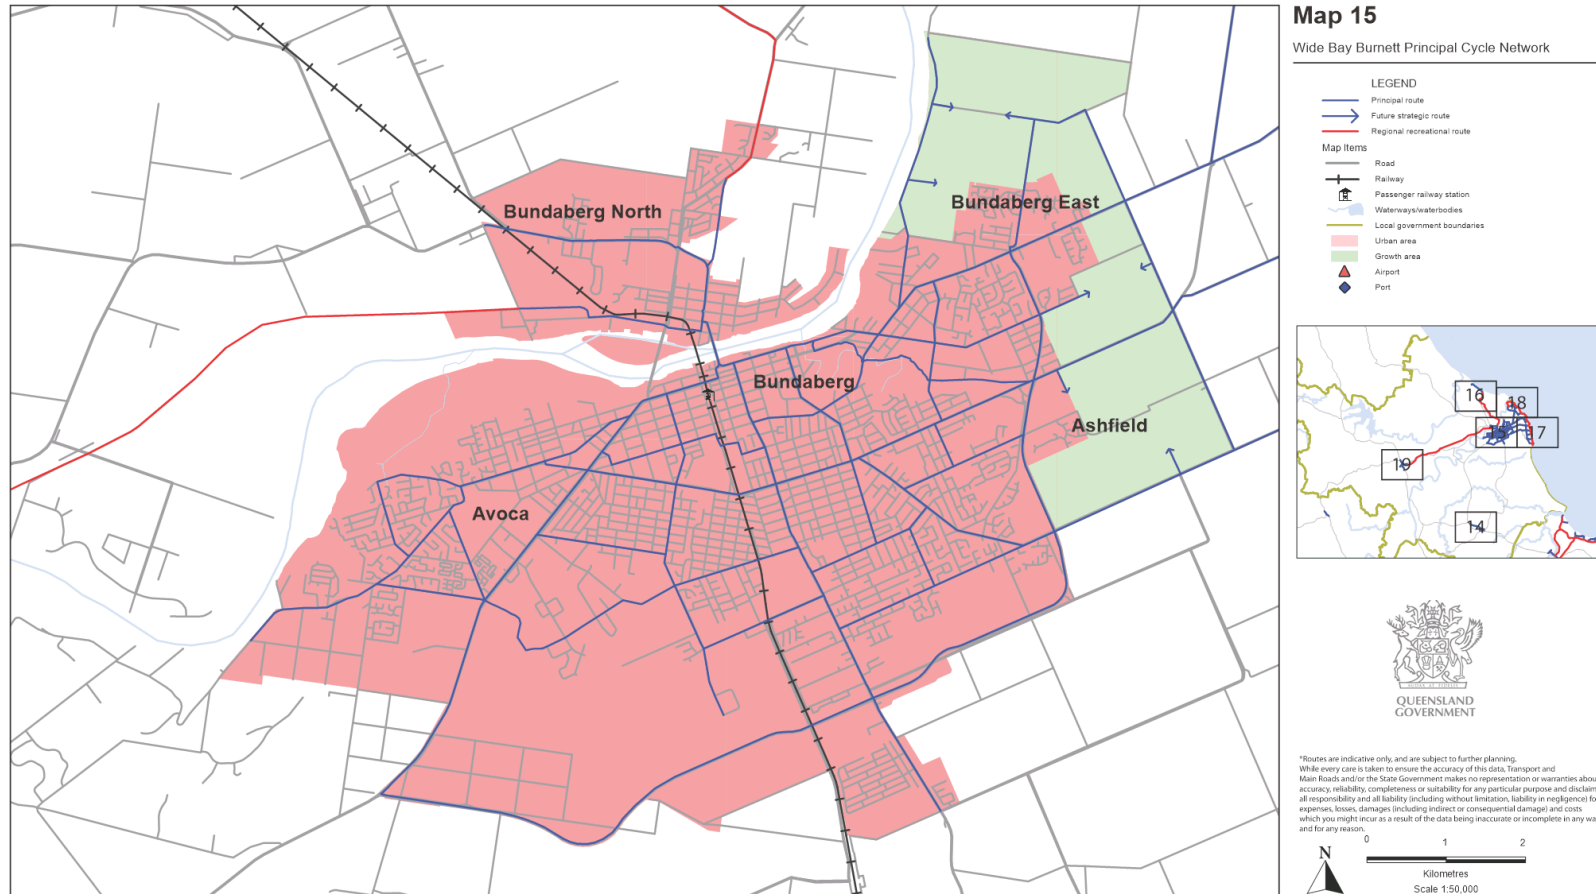 Map 15
Wide Bay Burnett Principal Cycle Network
LEGEND
Principal route
Future strategic route
Regional recreational route
Map Items
Road
Railway
Passenger railway station
Waterways/waterbodies
Local government boundaries
Urban area
Growth area
Airport
Port
Bundaberg North
Bundaberg East
Bundaberg
Ashfield
Avoca
16
18
15
17
19
14
QUEENSLAND
GOVERNMENT
*Routes are indicative only, and are subject to further planning.
While every care is taken to ensure the accuracy of this data, Transport and
Main Roads and/or the State Government makes no representation or warranties abou
accuracy, reliability, completeness or suitability for any particular purpose and disclaim
all responsibility and all liability (including without limitation, liability in negligence) fo
expenses, losses, damages (including indirect or consequential damage) and costs
which you might incur as a result of the data being inaccurate or incomplete in any wa
and for any reason.
N
0 1 2
Kilometres
Scale 1:50,000